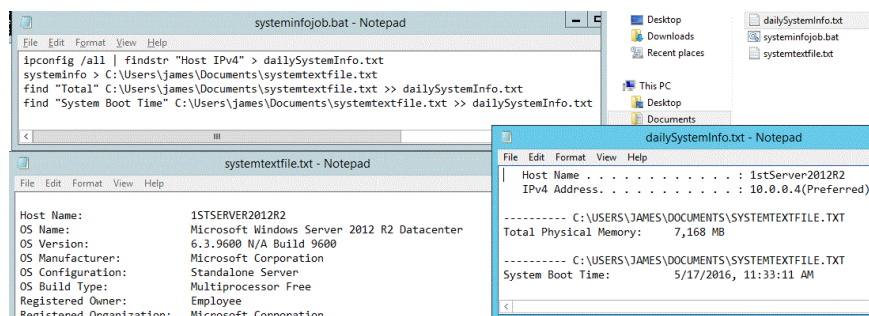 systeminfojob.bat - Notepad
File Edit Format View Help
ipconfig /all | findstr "Host IPv4" > dailySystemInfo.txt
systeminfo > C:\Users\james\Documents\systemtextfile.txt
find "Total" C:\Users\james\Documents\systemtextfile.txt >> dailySystemInfo.txt
find "System Boot Time" C:\Users\james\Documents\systemtextfile.txt >> dailySystemInfo.txt
Desktop
Downloads
Recent places
This PC
Desktop
Documents
dailySystemInfo.txt
systeminfojob.bat
systemtextfile.txt
systemtextfile.txt - Notepad
File Edit Format View Help
Host Name: 1STSERVER2012R2
OS Name: Microsoft Windows Server 2012 R2 Datacenter
OS Version: 6.3.9600 N/A Build 9600
OS Manufacturer: Microsoft Corporation
OS Configuration: Standalone Server
OS Build Type: Multiprocessor Free
Registered Owner: Employee
Registered Organization: Microsoft Corporation
dailySystemInfo.txt - Notepad
File Edit Format View Help
Host Name . . . . . . . . . . . . : 1stServer2012R2
IPv4 Address. . . . . . . . . . . : 10.0.0.4(Preferred)
---------- C:\USERS\JAMES\DOCUMENTS\SYSTEMTEXTFILE.TXT
Total Physical Memory: 7,168 MB
---------- C:\USERS\JAMES\DOCUMENTS\SYSTEMTEXTFILE.TXT
System Boot Time: 5/17/2016, 11:33:11 AM